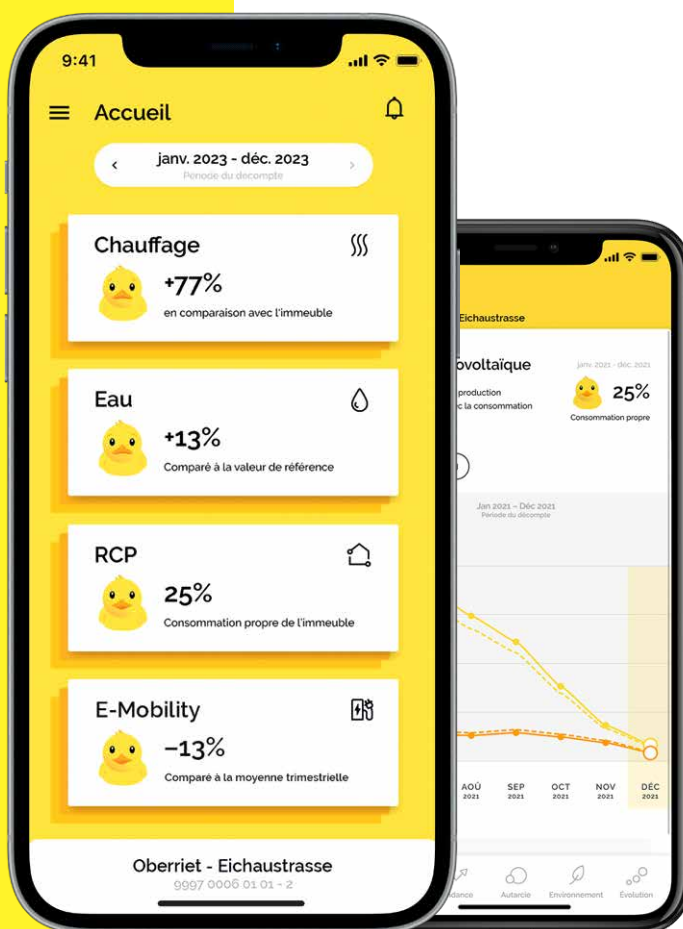 9:41
Accueil
janv. 2023 - déc. 2023
Période du décompte
Chauffage
+77%
en comparaison avec l'immeuble
Eau
+13%
Comparé à la valeur de référence
RCP
25%
Consommation propre de l'immeuble
E-Mobility
–13%
Comparé à la moyenne trimestrielle
Oberriet - Eichaustrasse
9997 0006 01 01 - 2
Eichaustrasse
ovoltaïque
janv. 2021 - déc. 2021
production
c la consommation
25%
Consommation propre
Jan 2021 – Déc 2021
Période du décompte
AOÛ SEP OCT NOV DÉC
2021 2021 2021 2021 2021
dance Autarcie Environnement Évolution